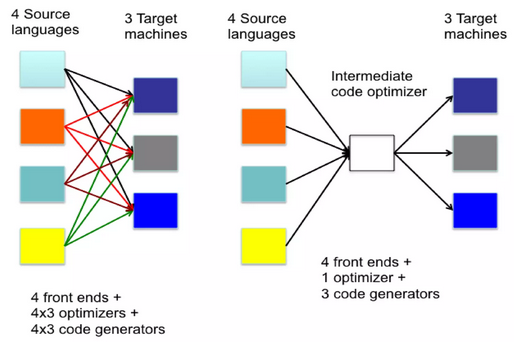 4 Source
languages
3 Target
machines
4 front ends +
4x3 optimizers +
4x3 code generators
4 Source
languages
3 Target
machines
Intermediate
code optimizer
4 front ends +
1 optimizer +
3 code generators